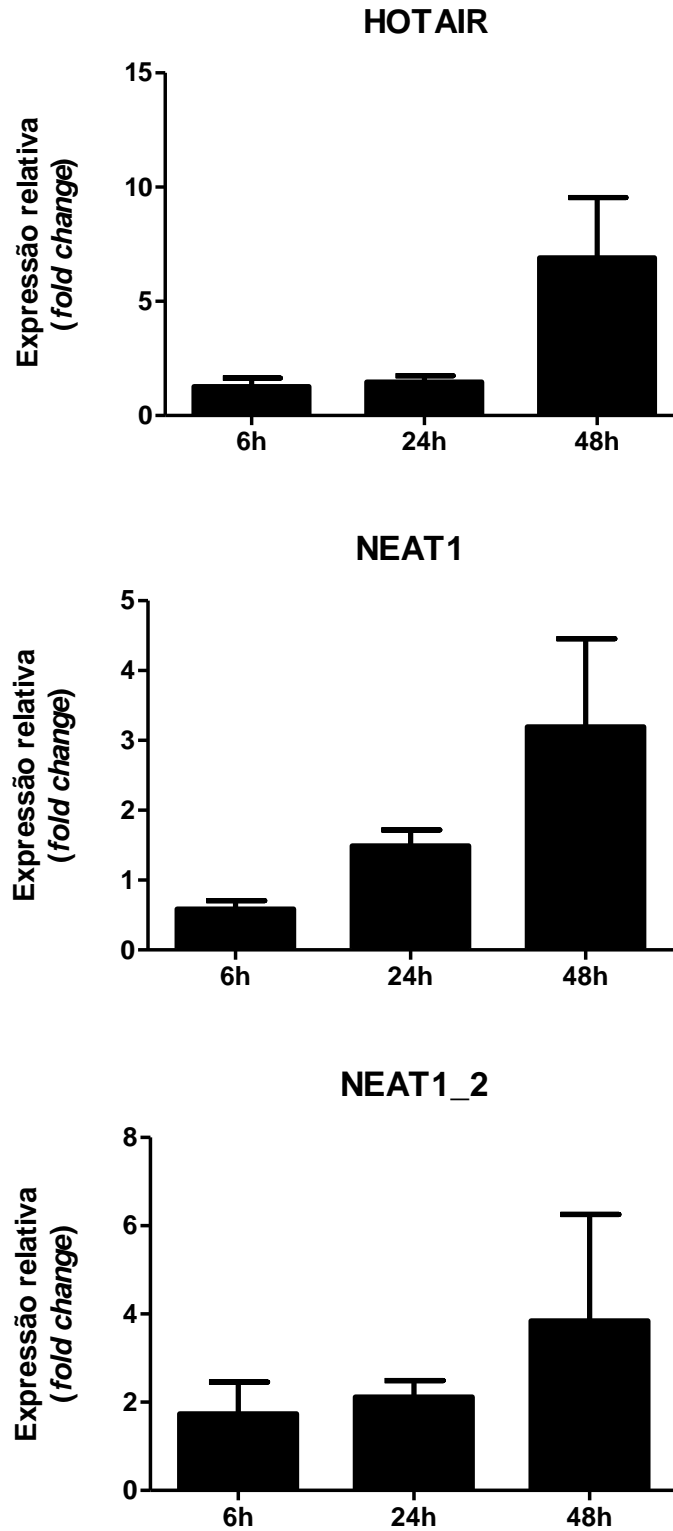 HOTAIR
Expressão relativa
(fold change)
15
10
5
0
6h 24h 48h
NEAT1
Expressão relativa
(fold change)
5
4
3
2
1
0
6h 24h 48h
NEAT1_2
Expressão relativa
(fold change)
8
6
4
2
0
6h 24h 48h